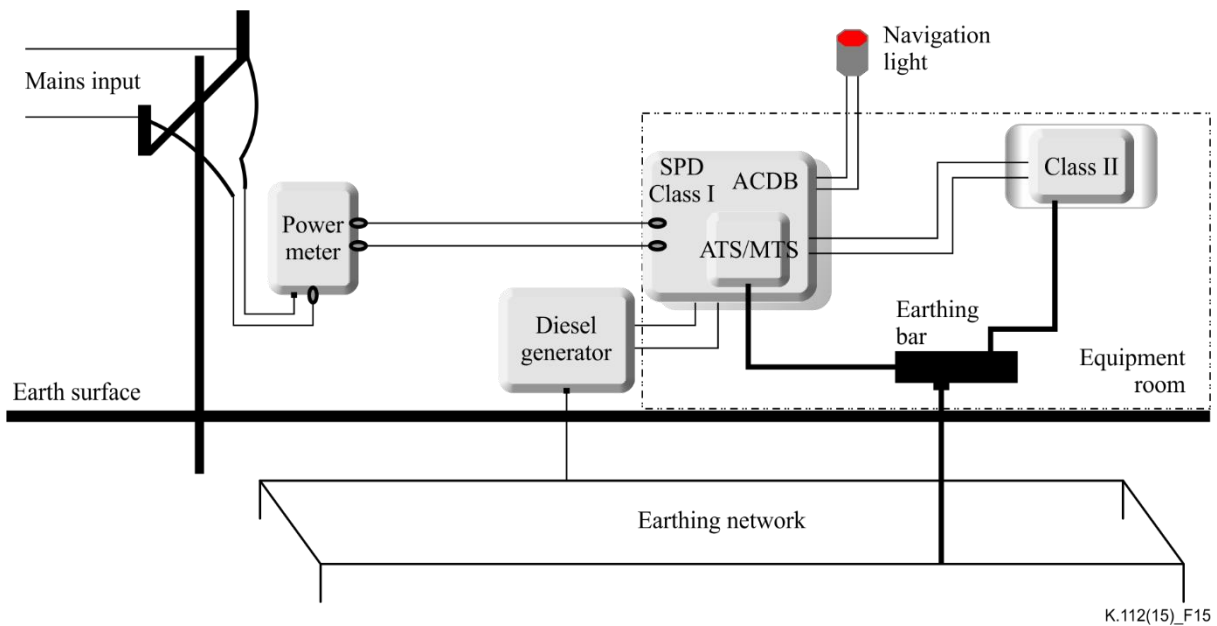 Navigation
light
Mains input
SPD
Class I
ACDB
Class II
Power
meter
ATS/MTS
Earthing
bar
Diesel
generator
Equipment
room
Earth surface
Earthing network
K.112(15)_F15